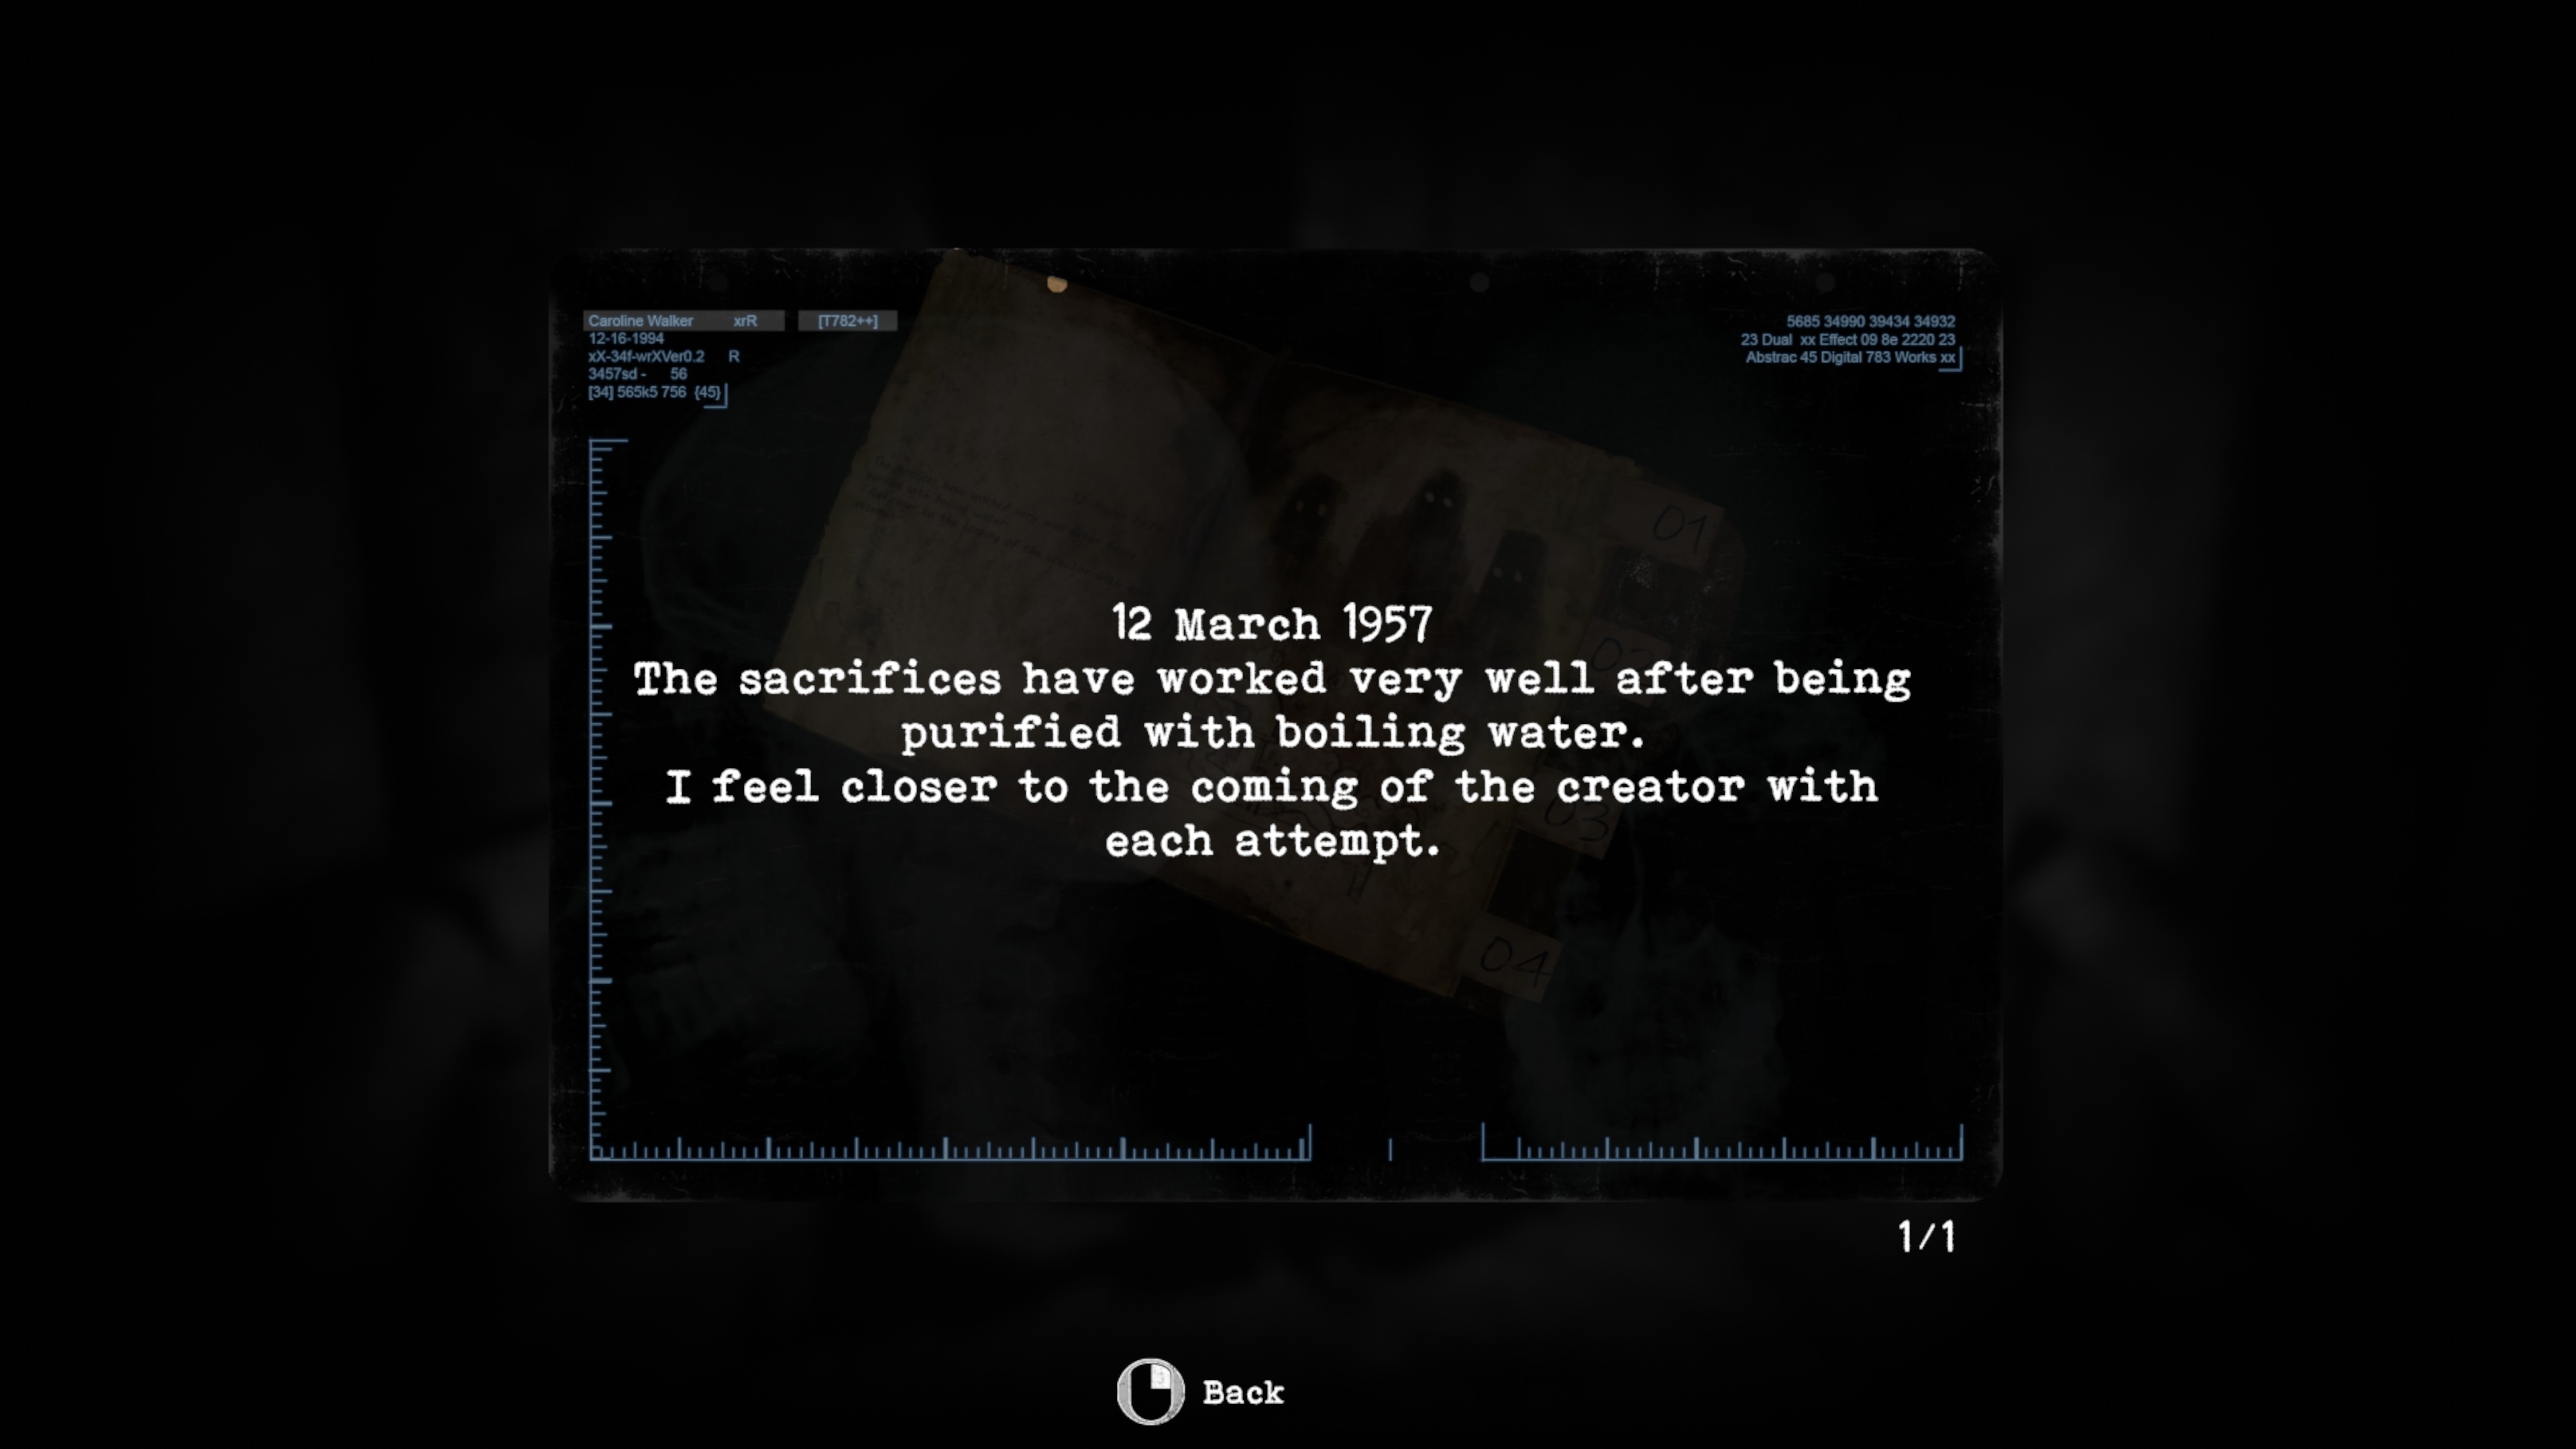 Caroline Walker xrR [T782++]
12-16-1994
xX-34f-wrXVer0.2 R
3457sd - 56
[34] 565k5 756 {45}
5685 34990 39434 34932
23 Dual xx Effect 09 8e 2220 23
Abstrac 45 Digital 783 Works xx
01
02
03
04
12 March 1957
The sacrifices have worked very well after being
purified with boiling water.
I feel closer to the coming of the creator with
each attempt.
1/1
Back